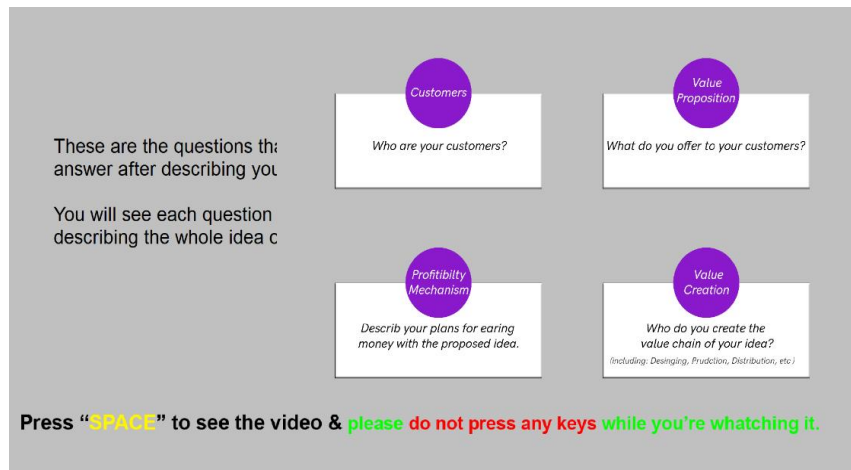 These are the questions tha
answer after describing you
You will see each question
describing the whole idea o
Customers
Who are your customers?
Value
Proposition
What do you offer to your customers?
Profitibilty
Mechanism
Describ your plans for earing
money with the proposed idea.
Value
Creation
Who do you create the
value chain of your idea?
(including: Desinging, Prudction, Distribution, etc)
Press “SPACE” to see the video & please do not press any keys while you're whatching it.